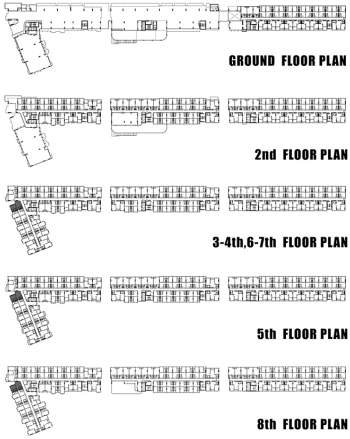 GROUND FLOOR PLAN
2nd FLOOR PLAN
3-4th,6-7th FLOOR PLAN
5th FLOOR PLAN
8th FLOOR PLAN